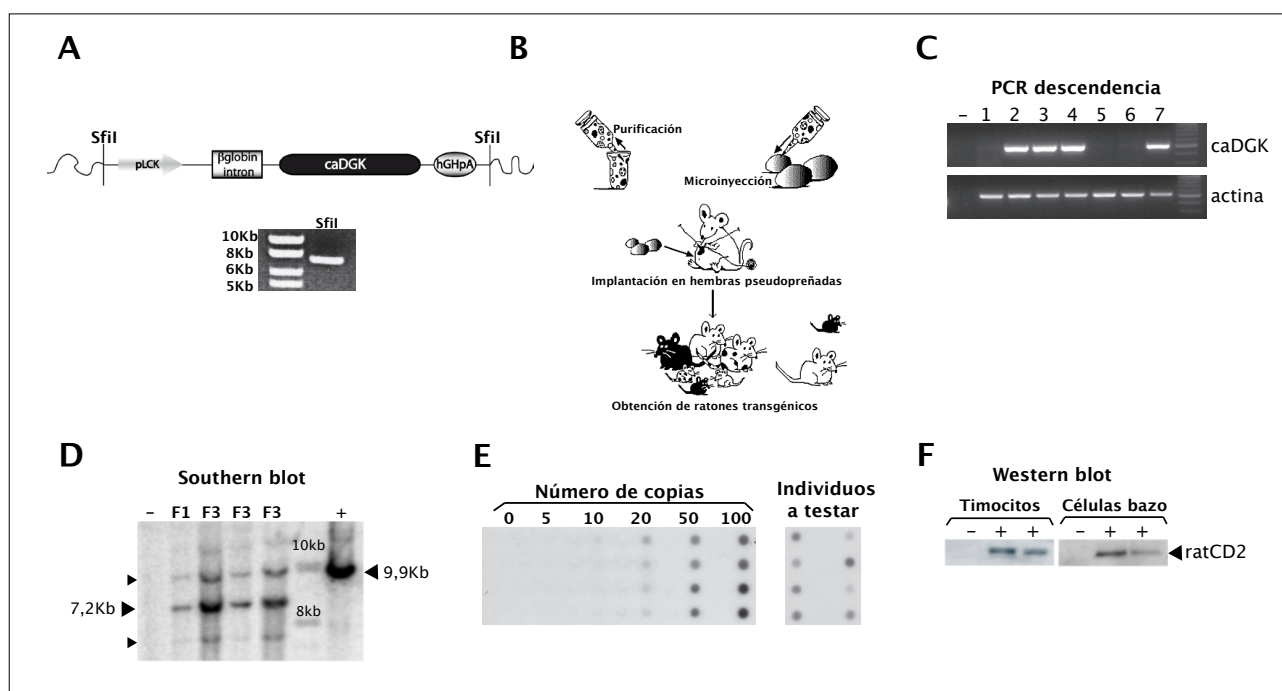 A
SfiI
SfiI
pLCK
βglobin
intron
caDGK
hGHpA
SfiI
10Kb
8Kb
6Kb
5Kb
B
Purificación
Microinyección
Implantación en hembras pseudopreñadas
Obtención de ratones transgénicos
C
PCR descendencia
– 1 2 3 4 5 6 7
caDGK
actina
D
Southern blot
– F1 F3 F3 F3 +
10kb
9,9Kb
7,2Kb
8kb
E
Número de copias
0 5 10 20 50 100
Individuos
a testar
F
Western blot
Timocitos
Células bazo
– + + – + +
ratCD2